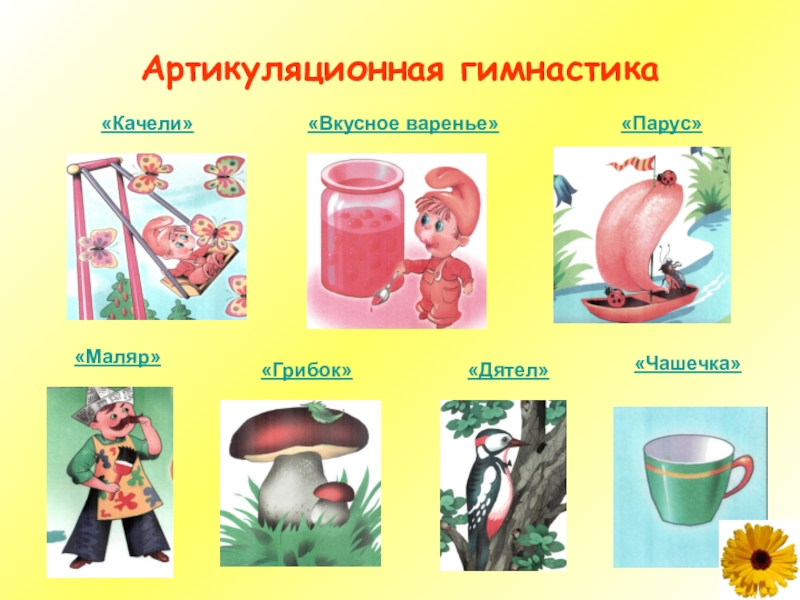 Артикуляционная гимнастика
«Качели»
«Вкусное варенье»
«Парус»
«Маляр»
«Грибок»
«Дятел»
«Чашечка»